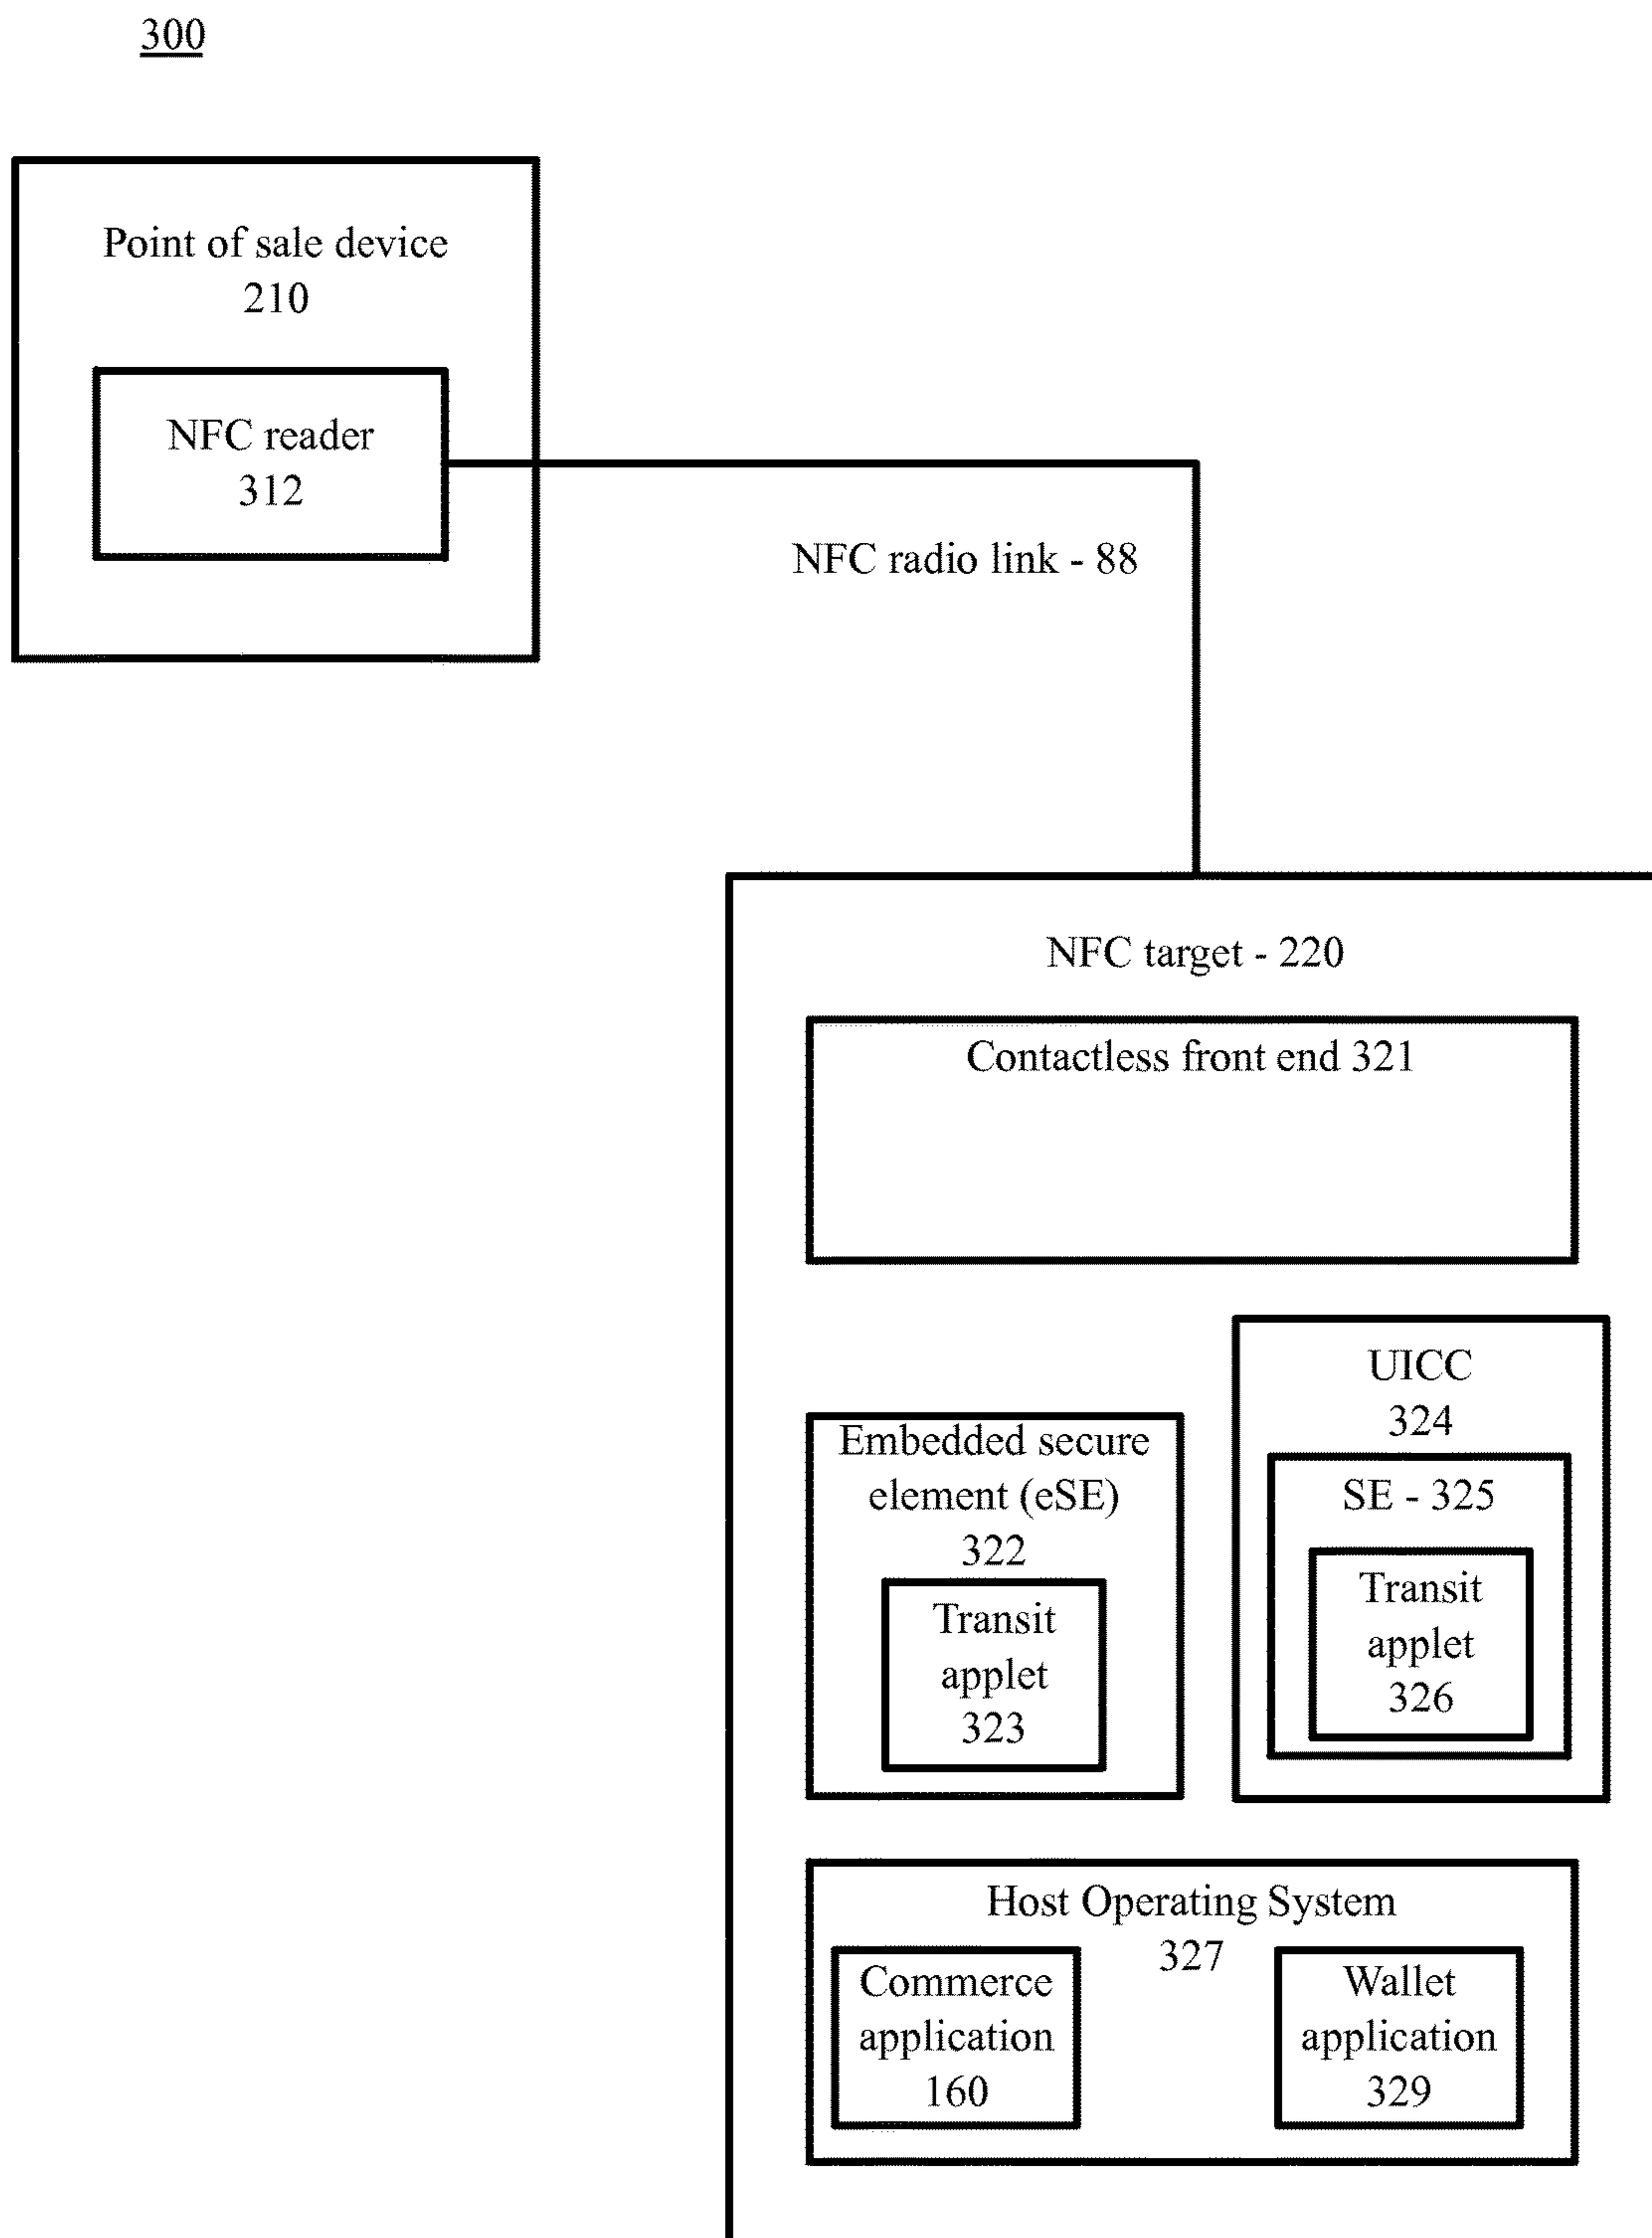 300
Point of sale device
210
NFC reader
312
NFC radio link - 88
NFC target - 220
Contactless front end 321
Embedded secure
element (eSE)
322
Transit
applet
323
UICC
324
SE - 325
Transit
applet
326
Host Operating System
327
Commerce
application
160
Wallet
application
329